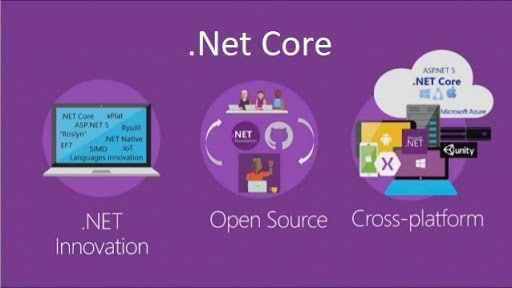 .Net Core
.Net Core xPlat
ASP.NET 5 RyuJIt
"Roslyn" .NET Native
EF7 SIMD IoT
Languages innovation
.NET
Innovation
.NET
foundation
Open Source
ASP.NET 5
.NET Core
Microsoft Azure
Microsoft
.NET
unity
Cross-platform